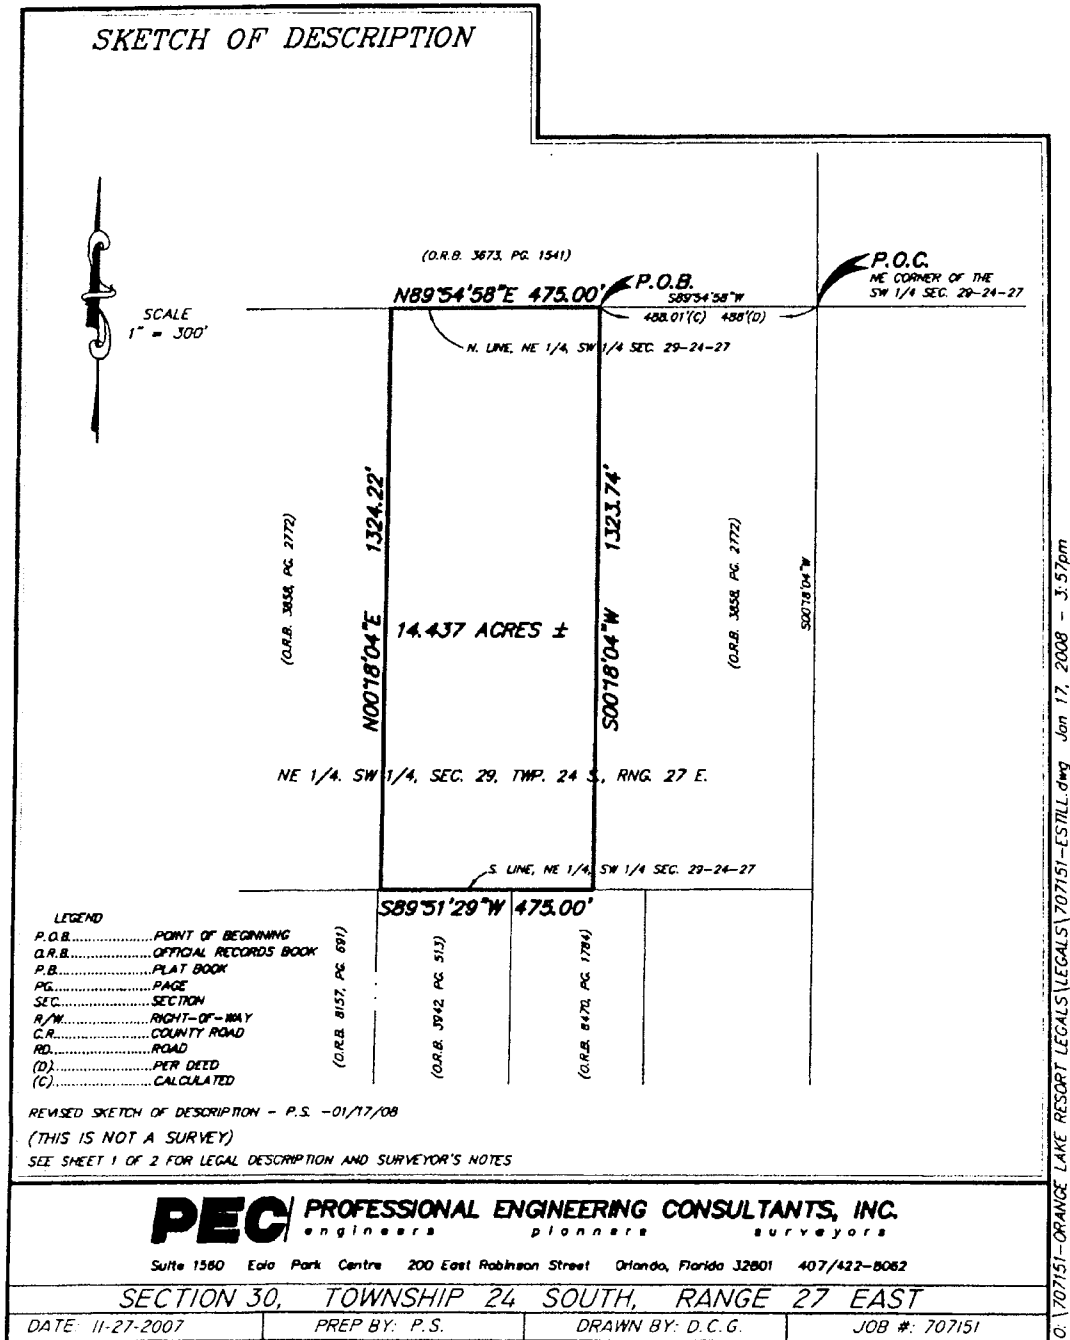 SKETCH OF DESCRIPTION
(O.R.B. 3673, PG. 1541)
P.O.C.
NE CORNER OF THE
SW 1/4 SEC. 29-24-27
P.O.B.
N89°54'58"E 475.00'
S89°54'58"W
488.01'(C) 488'(D)
SCALE
1" = 300'
N. LINE, NE 1/4, SW 1/4 SEC. 29-24-27
1324.22'
N00°18'04"E
1323.74'
S00°18'04"W
(O.R.B. 3858, PG. 2772)
(O.R.B. 3858, PG. 2772)
S00°18'04"W
14.437 ACRES ±
NE 1/4, SW 1/4, SEC. 29, TWP. 24 S., RNG. 27 E.
S. LINE, NE 1/4, SW 1/4 SEC. 29-24-27
S89°51'29"W 475.00'
(O.R.B. 8157, PG. 691)
(O.R.B. 3942, PG. 513)
(O.R.B. 8470, PG. 1784)
LEGEND
P.O.B..................POINT OF BEGINNING
O.R.B..................OFFICIAL RECORDS BOOK
P.B....................PLAT BOOK
PG.....................PAGE
SEC....................SECTION
R/W....................RIGHT-OF-WAY
C.R....................COUNTY ROAD
RD.....................ROAD
(D)....................PER DEED
(C)....................CALCULATED
REVISED SKETCH OF DESCRIPTION - P.S. -01/17/08
(THIS IS NOT A SURVEY)
SEE SHEET 1 OF 2 FOR LEGAL DESCRIPTION AND SURVEYOR'S NOTES
PEC PROFESSIONAL ENGINEERING CONSULTANTS, INC.
engineers planners surveyors
Suite 1560 Eola Park Centre 200 East Robinson Street Orlando, Florida 32801 407/422-8062
SECTION 30, TOWNSHIP 24 SOUTH, RANGE 27 EAST
DATE: 11-27-2007 PREP BY: P.S. DRAWN BY: D.C.G. JOB #: 707151
O:\707151-ORANGE LAKE RESORT LEGALS\LEGALS\707151-ESTILL.dwg Jan 17, 2008 - 3:57pm